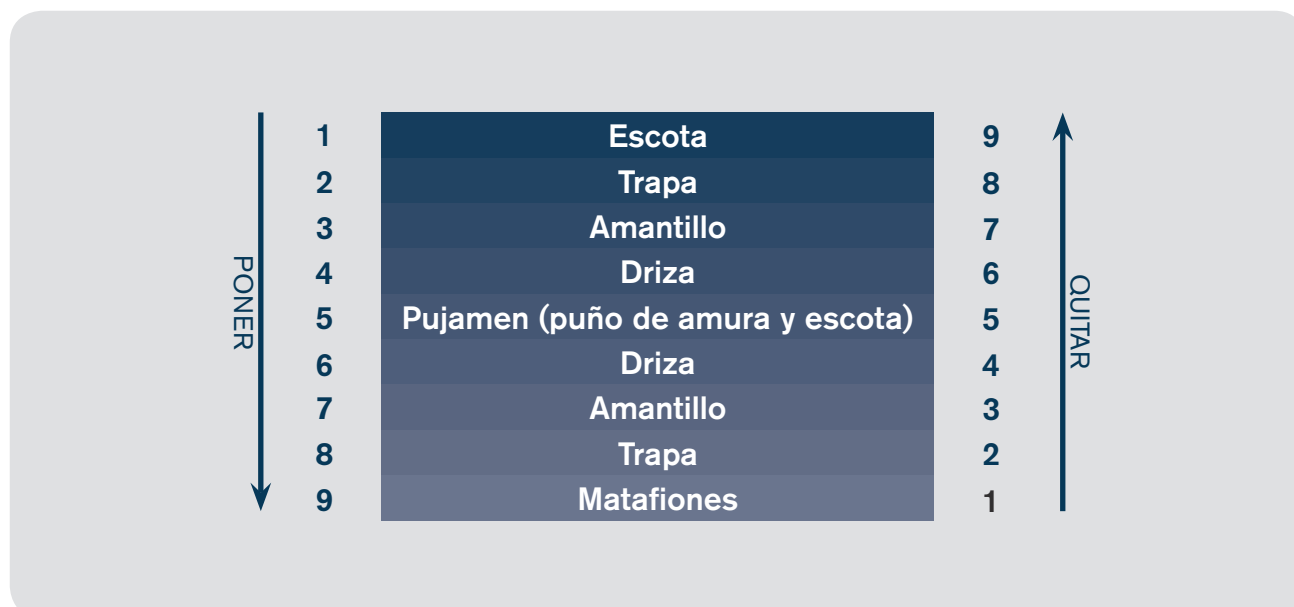 1 Escota 9
2 Trapa 8
3 Amantillo 7
4 Driza 6
PONER
5 Pujamen (puño de amura y escota) 5
QUITAR
6 Driza 4
7 Amantillo 3
8 Trapa 2
9 Matafiones 1